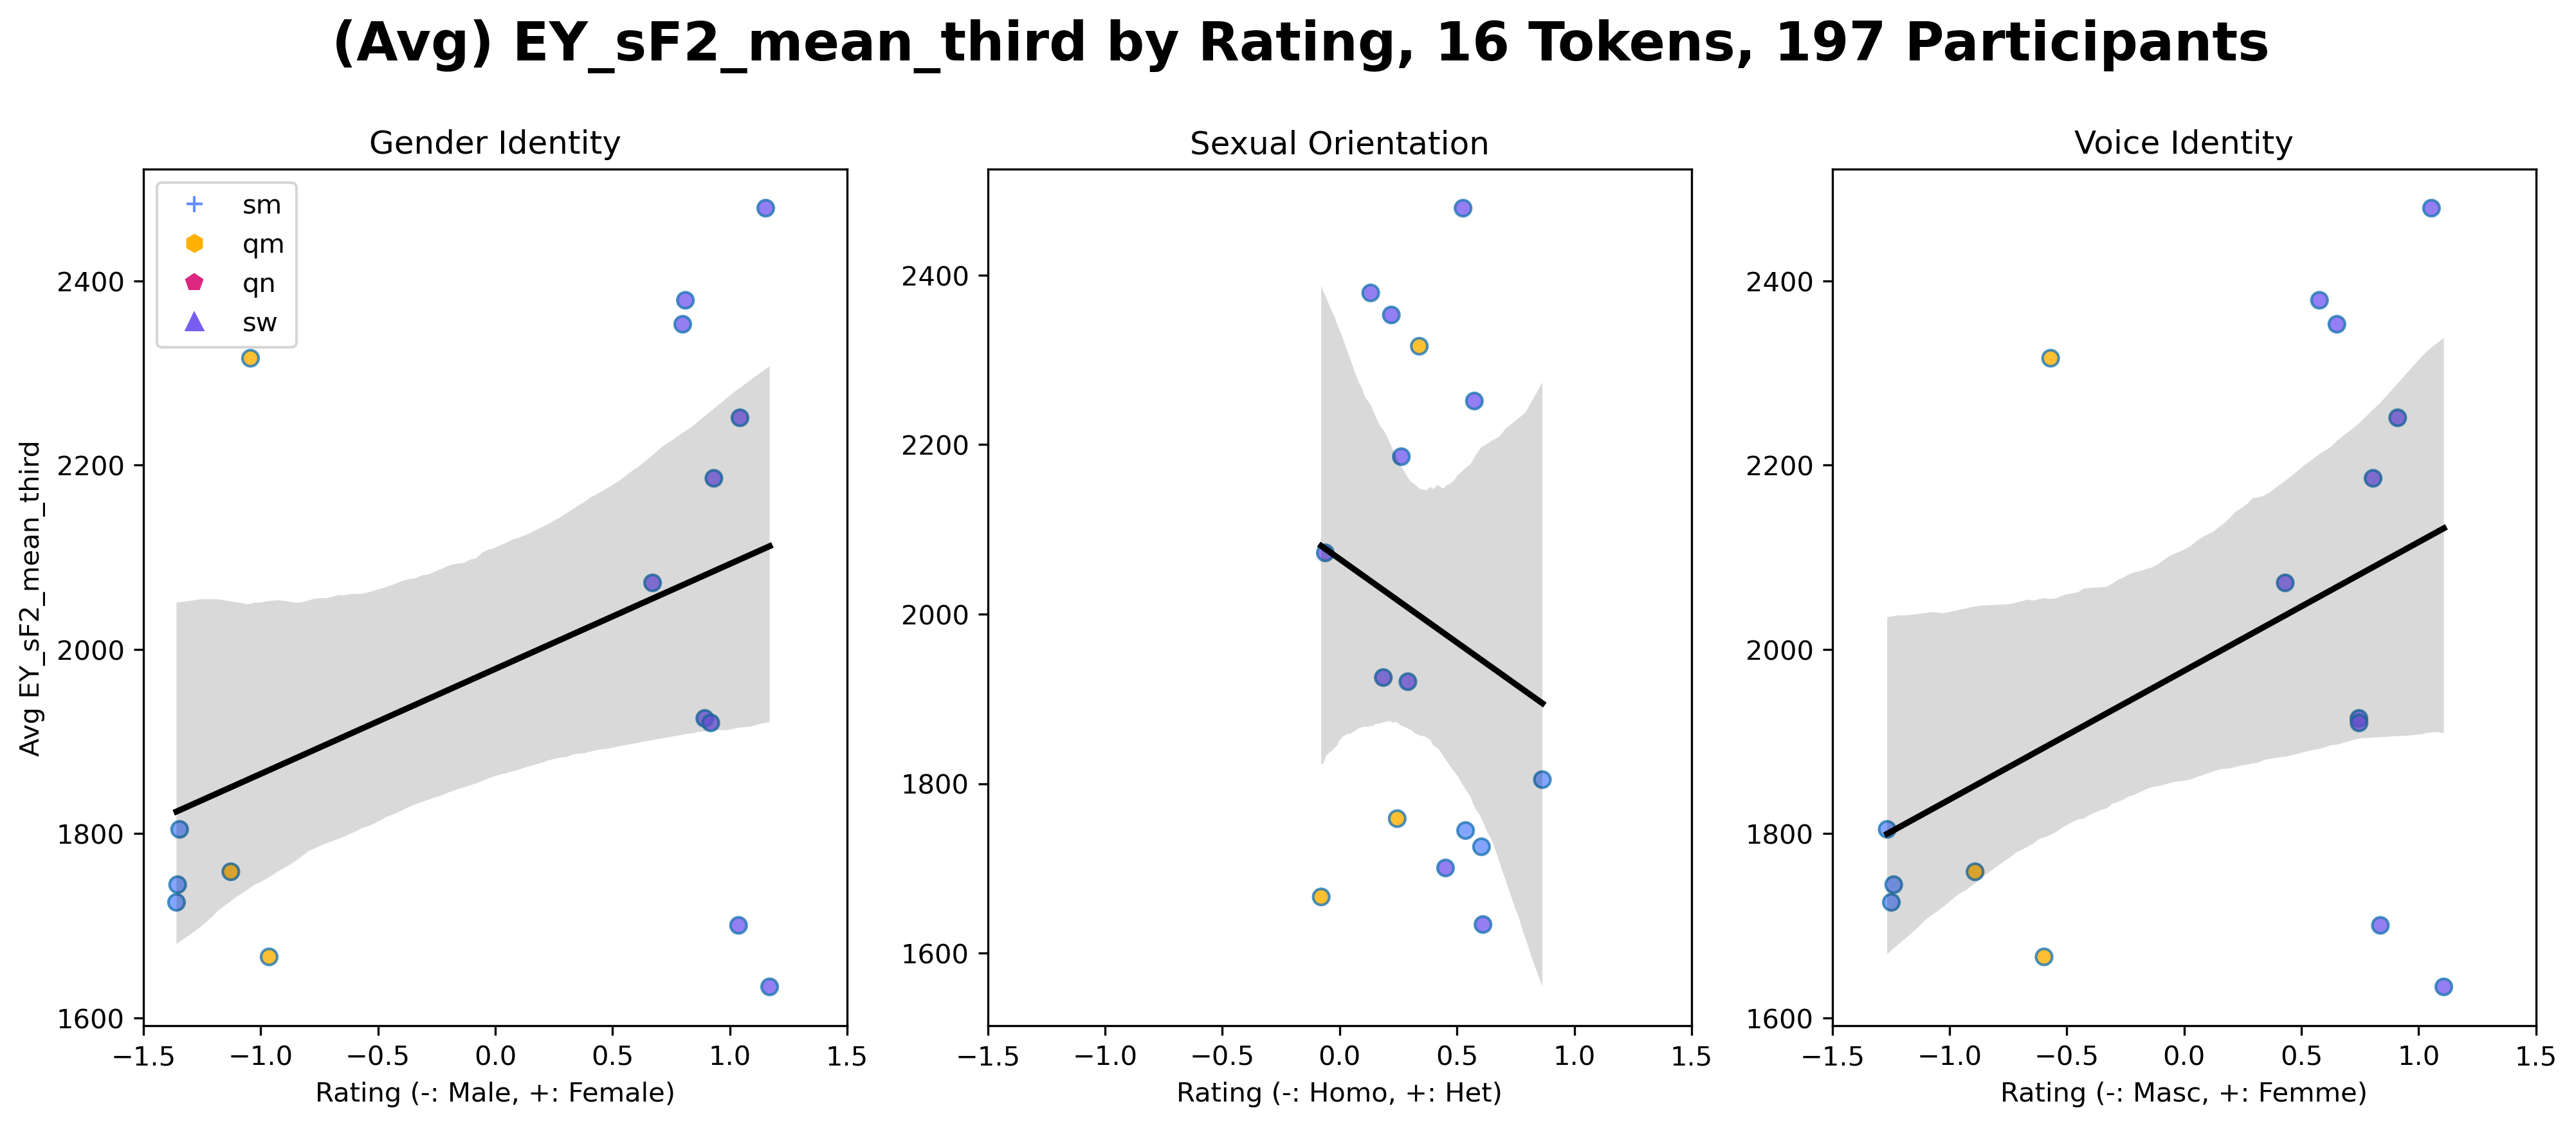 (Avg) EY_sF2_mean_third by Rating, 16 Tokens, 197 Participants
Gender Identity
sm
qm
qn
sw
2400
2200
2000
1800
1600
Avg EY_sF2_mean_third
−1.5 −1.0 −0.5 0.0 0.5 1.0 1.5
Rating (-: Male, +: Female)
Sexual Orientation
2400
2200
2000
1800
1600
−1.5 −1.0 −0.5 0.0 0.5 1.0 1.5
Rating (-: Homo, +: Het)
Voice Identity
2400
2200
2000
1800
1600
−1.5 −1.0 −0.5 0.0 0.5 1.0 1.5
Rating (-: Masc, +: Femme)